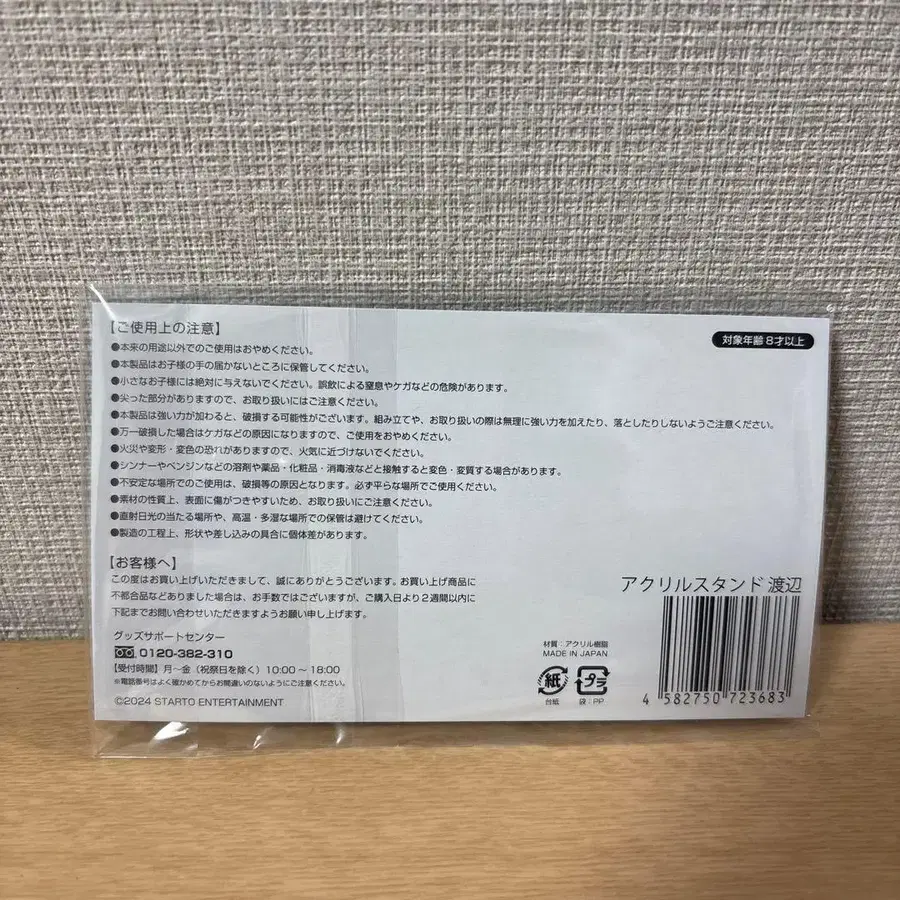 【ご使用上の注意】
対象年齢8才以上
●本来の用途以外でのご使用はおやめください。
●本製品はお子様の手の届かないところに保管してください。
●小さなお子様には絶対に与えないでください。誤飲による窒息やケガなどの危険があります。
●尖った部分がありますので、お取り扱いにはご注意ください。
●本製品は強い力が加わると、破損する可能性がございます。組み立てや、お取り扱いの際は無理に強い力を加えたり、落としたりしないようご注意ください。
●万一破損した場合はケガなどの原因になりますので、ご使用をおやめください。
●火災や変形・変色の恐れがありますので、火気に近づけないでください。
●シンナーやベンジンなどの溶剤や薬品・化粧品・消毒液などと接触すると変色・変質する場合があります。
●不安定な場所でのご使用は、破損等の原因となります。必ず平らな場所でご使用ください。
●素材の性質上、表面に傷がつきやすいため、お取り扱いにご注意ください。
●直射日光の当たる場所や、高温・多湿な場所での保管は避けてください。
●製造の工程上、形状や差し込みの具合に個体差があります。
【お客様へ】
この度はお買い上げいただきまして、誠にありがとうございます。お買い上げ商品に
不都合品などありました場合は、お手数ではございますが、ご購入日より2週間以内に
下記までお問い合わせいただきますようお願い申し上げます。
グッズサポートセンター
0120-382-310
【受付時間】月～金（祝祭日を除く）10:00～18:00
※電話番号はよく確かめてからお間違いのないようにご注意ください。
©2024 STARTO ENTERTAINMENT
材質：アクリル樹脂
MADE IN JAPAN
紙
台紙
プラ
袋：PP
アクリルスタンド 渡辺
4 582750 723683